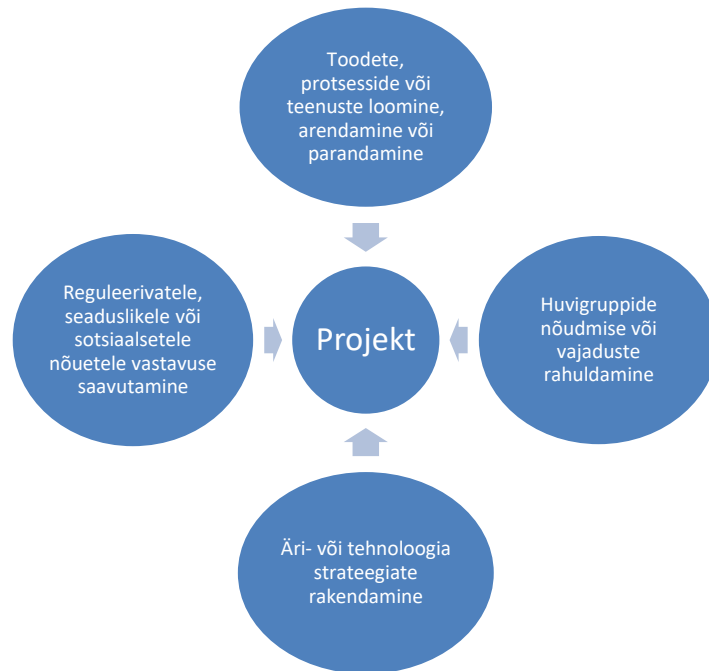 Toodete,
protsesside või
teenuste loomine,
arendamine või
parandamine
Reguleerivatele,
seaduslikele või
sotsiaalsetele
nõuetele vastavuse
saavutamine
Projekt
Huvigruppide
nõudmise või
vajaduste
rahuldamine
Äri- või tehnoloogia
strateegiate
rakendamine